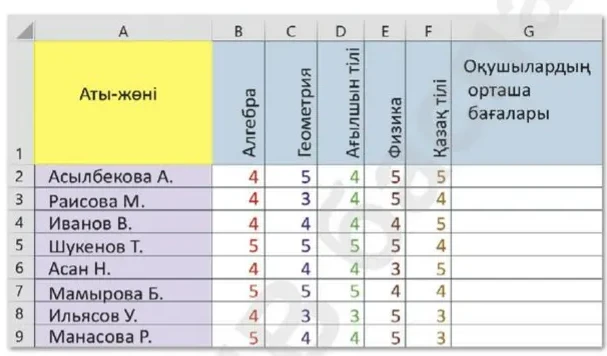 A B C D E F G
1 Аты-жөні Алгебра Геометрия Ағылшын тілі Физика Қазақ тілі Оқушылардың орташа бағалары
2 Асылбекова А. 4 5 4 5 5
3 Раисова М. 4 3 4 5 4
4 Иванов В. 4 4 4 4 5
5 Шукенов Т. 5 5 5 5 4
6 Асан Н. 4 4 4 3 5
7 Мамырова Б. 5 5 5 4 4
8 Ильясов У. 4 3 3 5 3
9 Манасова Р. 5 4 4 5 3